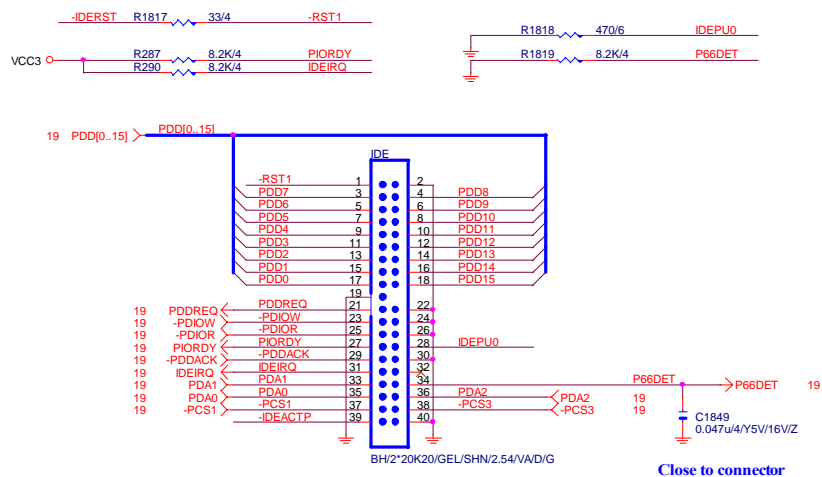 -IDERST R1817 33/4 -RST1
R1818 470/6 IDEPU0
VCC3 R287 8.2K/4 PIORDY
R290 8.2K/4 IDEIRQ
R1819 8.2K/4 P66DET
19 PDD[0..15] PDD[0..15]
IDE
-RST1 1 2
PDD7 3 4 PDD8
PDD6 5 6 PDD9
PDD5 7 8 PDD10
PDD4 9 10 PDD11
PDD3 11 12 PDD12
PDD2 13 14 PDD13
PDD1 15 16 PDD14
PDD0 17 18 PDD15
19
19 PDDREQ PDDREQ 21 22
19 -PDIOW -PDIOW 23 24
19 -PDIOR -PDIOR 25 26
19 PIORDY PIORDY 27 28 IDEPU0
19 -PDDACK -PDDACK 29 30
19 IDEIRQ IDEIRQ 31 32
19 PDA1 PDA1 33 34 P66DET P66DET 19
19 PDA0 PDA0 35 36 PDA2 PDA2 19
19 -PCS1 -PCS1 37 38 -PCS3 -PCS3 19
-IDEACTP 39 40
C1849
0.047u/4/Y5V/16V/Z
BH/2*20K20/GEL/SHN/2.54/VA/D/G
Close to connector